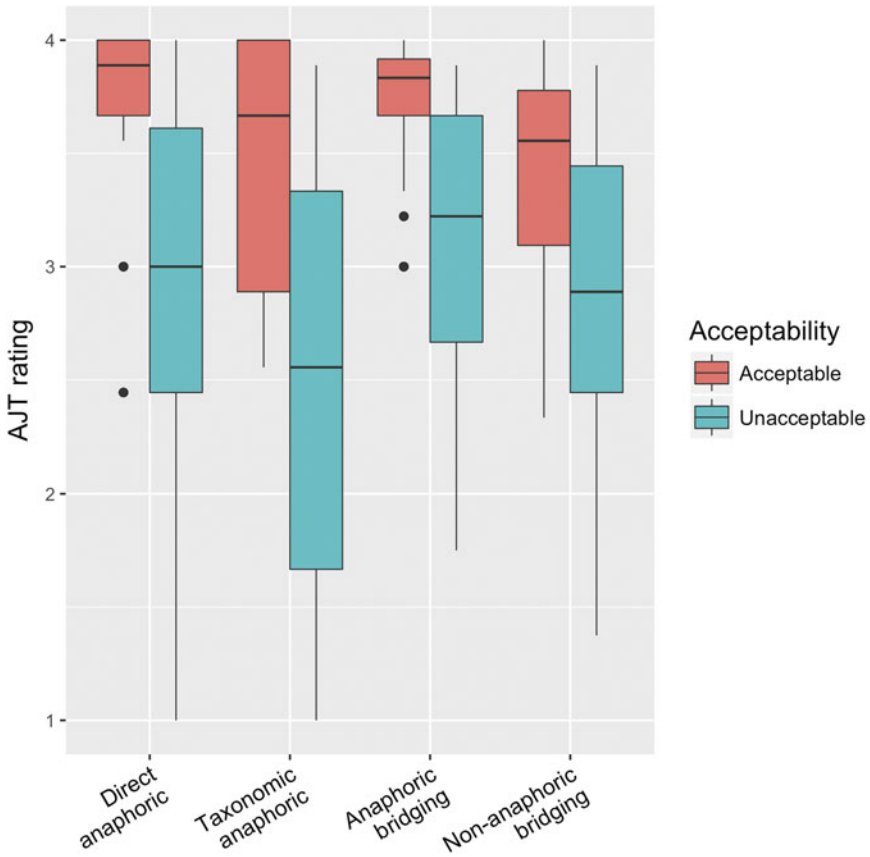 4
3
2
1
AJT rating
Direct
anaphoric
Taxonomic
anaphoric
Anaphoric
bridging
Non-anaphoric
bridging
Acceptability
Acceptable
Unacceptable